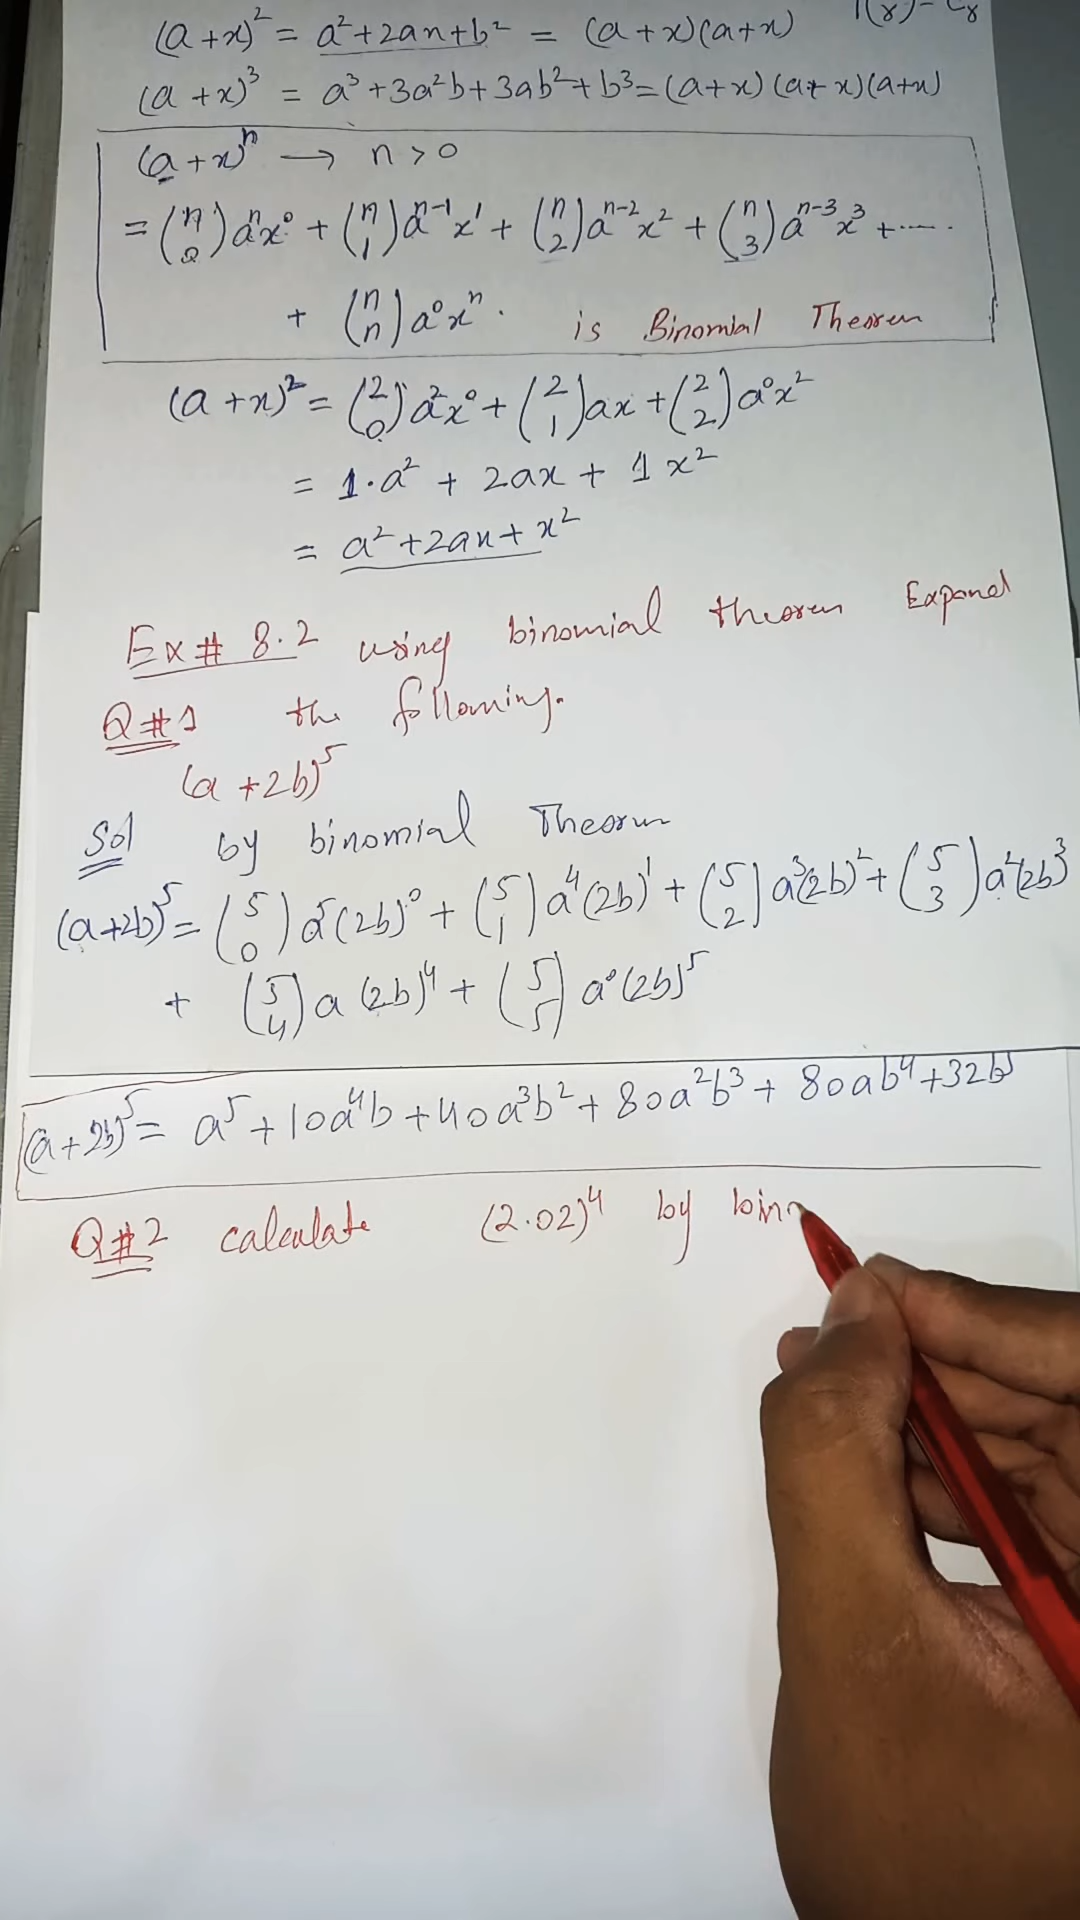 (a+x)² = a²+2ax+b² = (a+x)(a+x)
(a+x)³ = a³+3a²b+3ab²+b³=(a+x)(a+x)(a+x)
(a+x)ⁿ → n>0
= (n 0)aⁿx⁰ + (n 1)aⁿ⁻¹x¹ + (n 2)aⁿ⁻²x² + (n 3)aⁿ⁻³x³ + .....
+ (n n)a⁰xⁿ. is Binomial Theorem
(a+x)² = (2 0)a²x⁰ + (2 1)ax + (2 2)a⁰x²
= 1·a² + 2ax + 1x²
= a²+2ax+x²
Ex# 8.2 using binomial theorem Expand
Q#1 the following.
(a+2b)⁵
Sol by binomial Theorem
(a+2b)⁵ = (5 0)a⁵(2b)⁰ + (5 1)a⁴(2b)¹ + (5 2)a³(2b)² + (5 3)a²(2b)³
+ (5 4)a(2b)⁴ + (5 5)a⁰(2b)⁵
(a+2b)⁵ = a⁵+10a⁴b+40a³b²+80a²b³+80ab⁴+32b⁵
Q#2 calculate (2.02)⁴ by bin